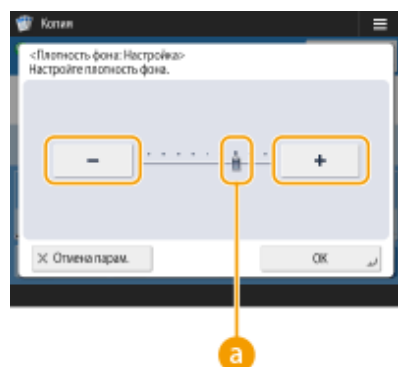 Копия
<Плотность фона: Настройка>
Настройте плотность фона.
−
+
× Отмена парам.
OK
a